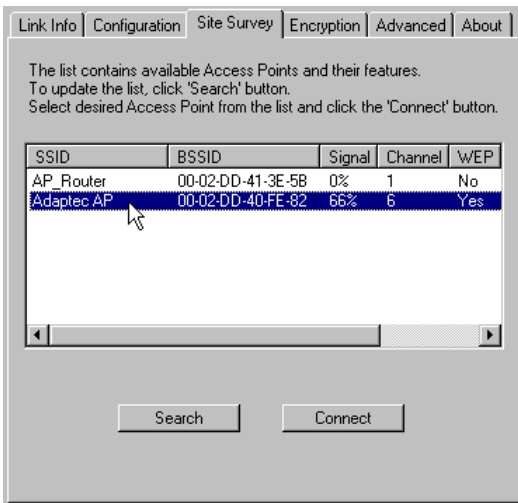 Link Info Configuration Site Survey Encryption Advanced About
The list contains available Access Points and their features.
To update the list, click 'Search' button.
Select desired Access Point from the list and click the 'Connect' button.
SSID BSSID Signal Channel WEP
AP_Router 00-02-DD-41-3E-5B 0% 1 No
Adaptec AP 00-02-DD-40-FE-82 66% 6 Yes
Search Connect